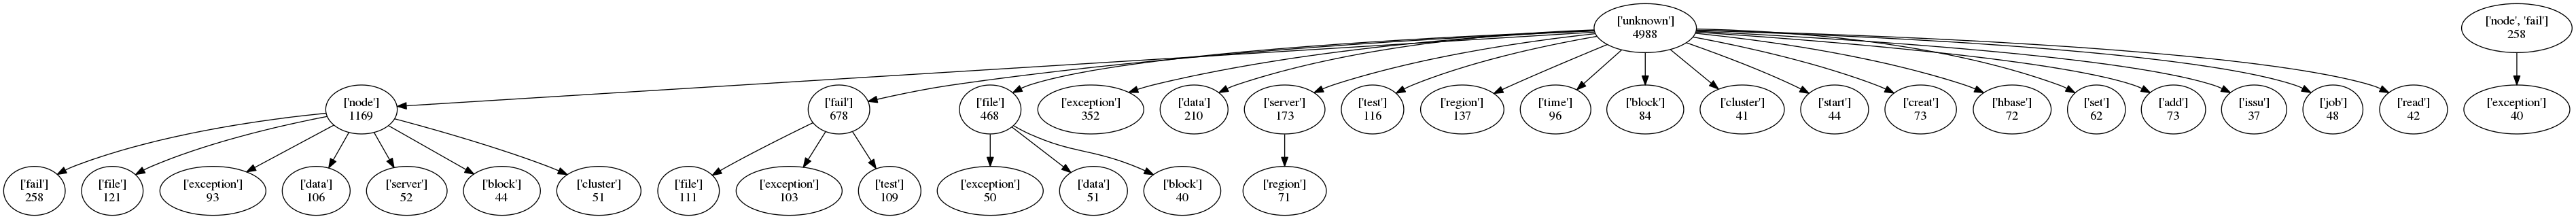 ['unknown']
4988
['node', 'fail']
258
['node']
1169
['fail']
678
['file']
468
['exception']
352
['data']
210
['server']
173
['test']
116
['region']
137
['time']
96
['block']
84
['cluster']
41
['start']
44
['creat']
73
['hbase']
72
['set']
62
['add']
73
['issu']
37
['job']
48
['read']
42
['exception']
40
['fail']
258
['file']
121
['exception']
93
['data']
106
['server']
52
['block']
44
['cluster']
51
['file']
111
['exception']
103
['test']
109
['exception']
50
['data']
51
['block']
40
['region']
71